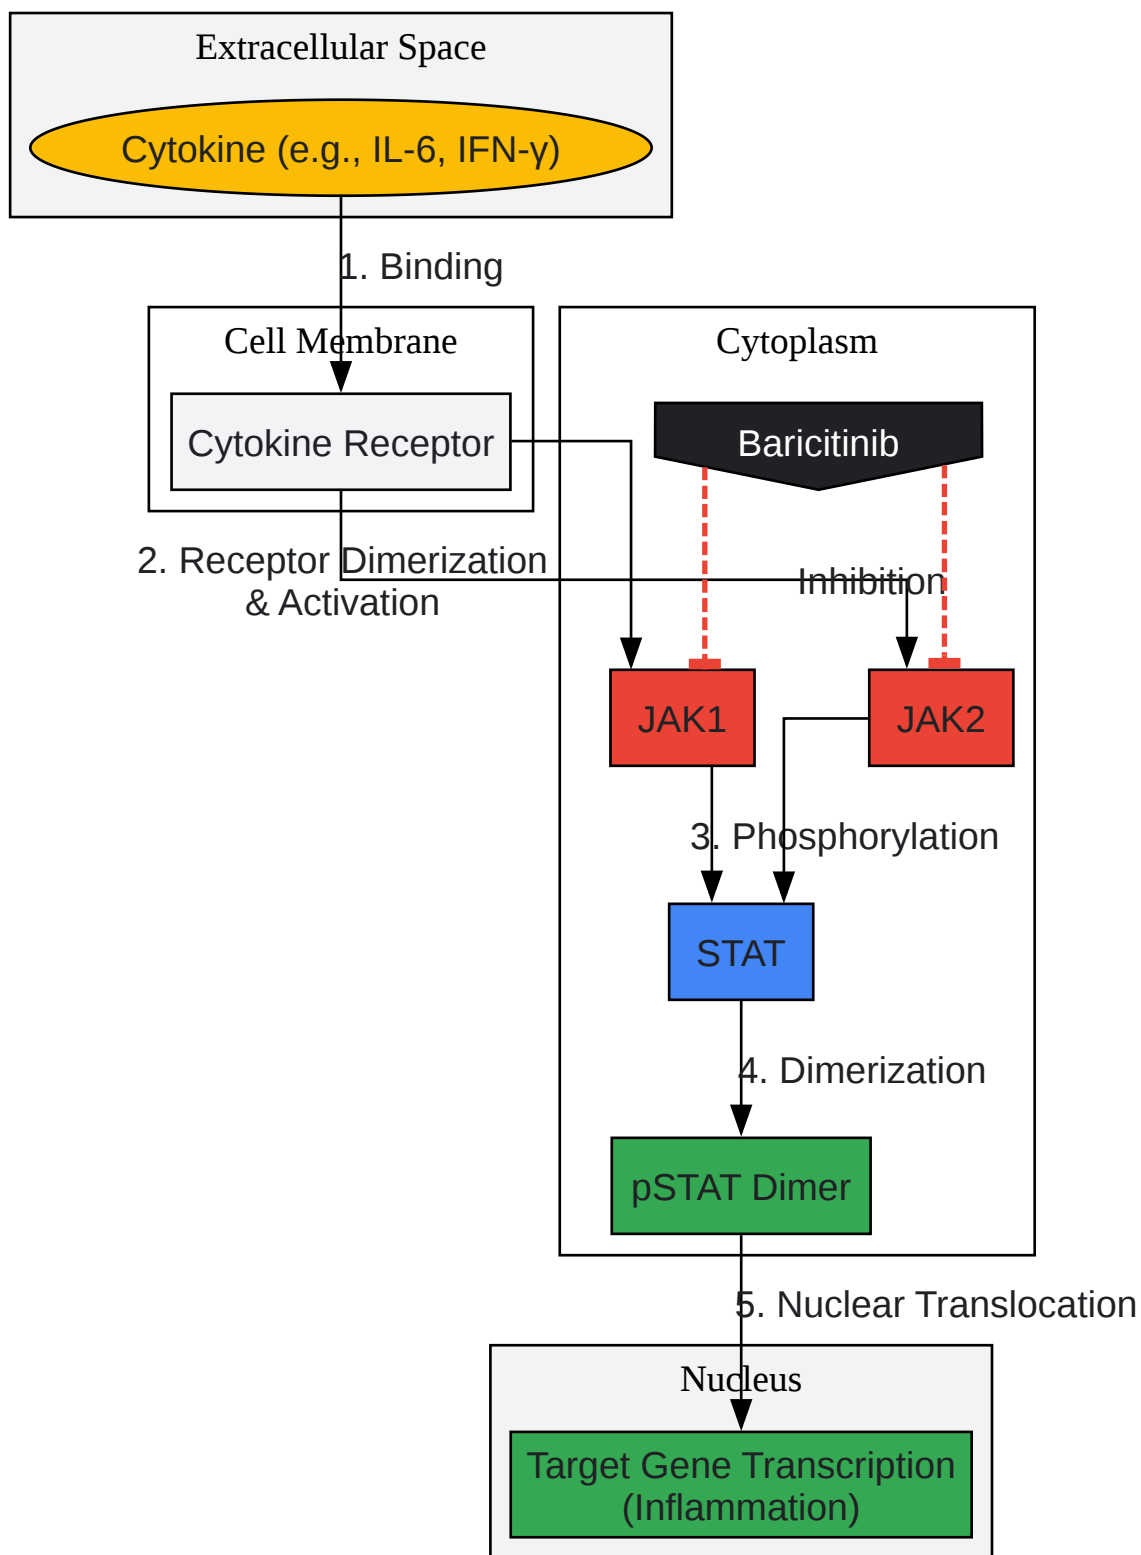 Extracellular Space
Cytokine (e.g., IL-6, IFN-γ)
1. Binding
Cell Membrane
Cytokine Receptor
Cytoplasm
Baricitinib
2. Receptor Dimerization
& Activation
Inhibition
JAK1
JAK2
3. Phosphorylation
STAT
4. Dimerization
pSTAT Dimer
5. Nuclear Translocation
Nucleus
Target Gene Transcription
(Inflammation)